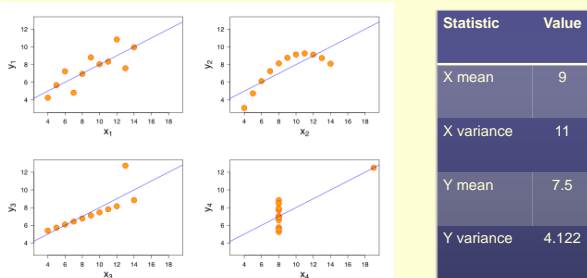 12
10
8
6
4
y1
4 6 8 10 12 14 16 18
x1
12
10
8
6
4
y2
4 6 8 10 12 14 16 18
x2
12
10
8
6
4
y3
4 6 8 10 12 14 16 18
x3
12
10
8
6
4
y4
4 6 8 10 12 14 16 18
x4
Statistic Value
X mean 9
X variance 11
Y mean 7.5
Y variance 4.122